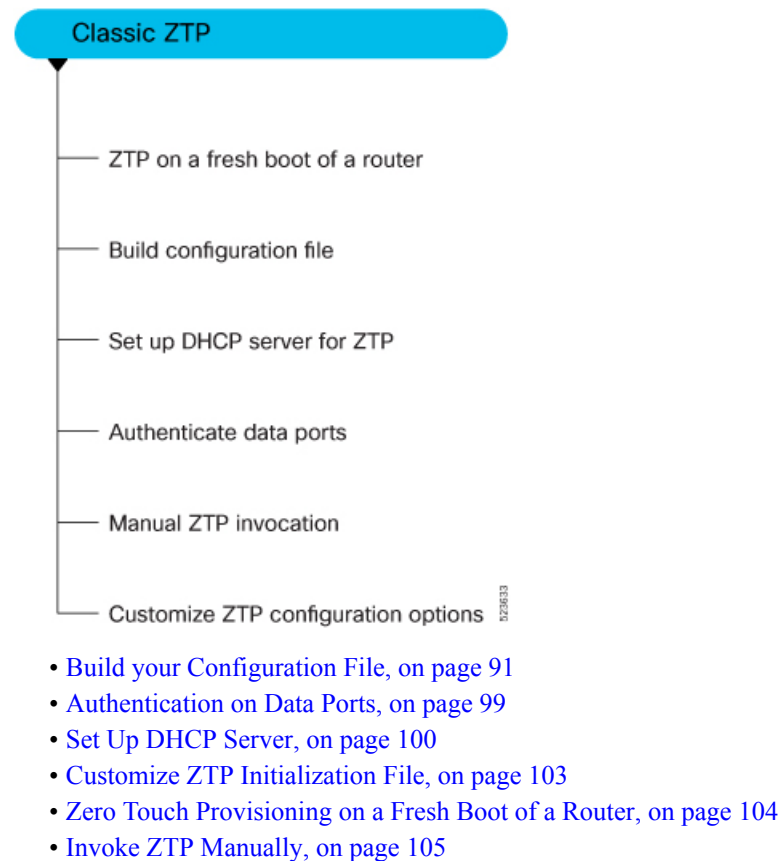 Classic ZTP
ZTP on a fresh boot of a router
Build configuration file
Set up DHCP server for ZTP
Authenticate data ports
Manual ZTP invocation
Customize ZTP configuration options
523633
• Build your Configuration File, on page 91
• Authentication on Data Ports, on page 99
• Set Up DHCP Server, on page 100
• Customize ZTP Initialization File, on page 103
• Zero Touch Provisioning on a Fresh Boot of a Router, on page 104
• Invoke ZTP Manually, on page 105